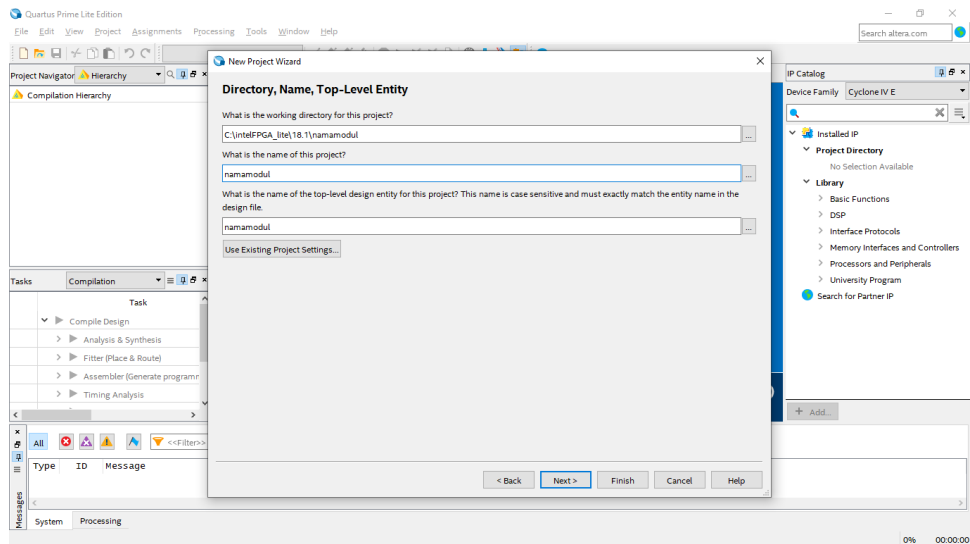 Quartus Prime Lite Edition
File Edit View Project Assignments Processing Tools Window Help
Search altera.com
Project Navigator Hierarchy
Compilation Hierarchy
New Project Wizard
Directory, Name, Top-Level Entity
What is the working directory for this project?
C:\intelFPGA_lite\18.1\namamodul
...
What is the name of this project?
namamodul
...
What is the name of the top-level design entity for this project? This name is case sensitive and must exactly match the entity name in the
design file.
namamodul
...
Use Existing Project Settings...
< Back Next > Finish Cancel Help
IP Catalog
Device Family Cyclone IV E
Installed IP
Project Directory
No Selection Available
Library
Basic Functions
DSP
Interface Protocols
Memory Interfaces and Controllers
Processors and Peripherals
University Program
Search for Partner IP
+ Add...
Tasks Compilation
Task
Compile Design
Analysis & Synthesis
Fitter (Place & Route)
Assembler (Generate programr
Timing Analysis
All <<Filter>>
Type ID Message
Messages
System Processing
0% 00:00:00